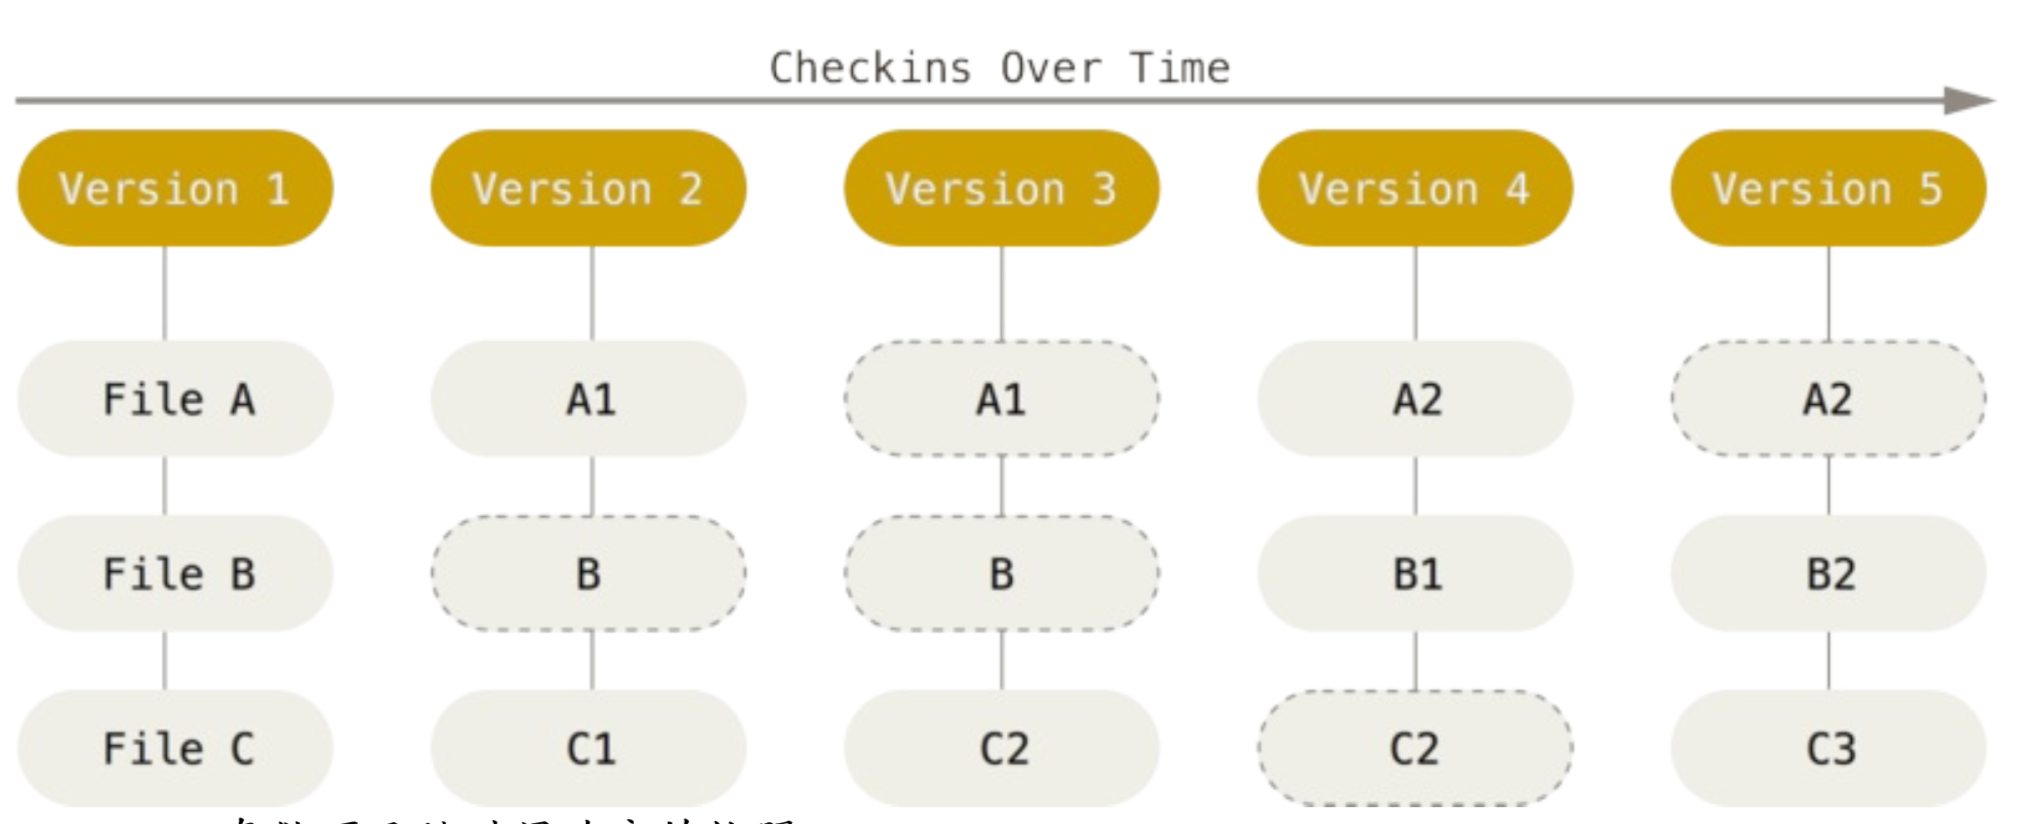 Checkins Over Time
Version 1 Version 2 Version 3 Version 4 Version 5
File A A1 A1 A2 A2
File B B B B1 B2
File C C1 C2 C2 C3